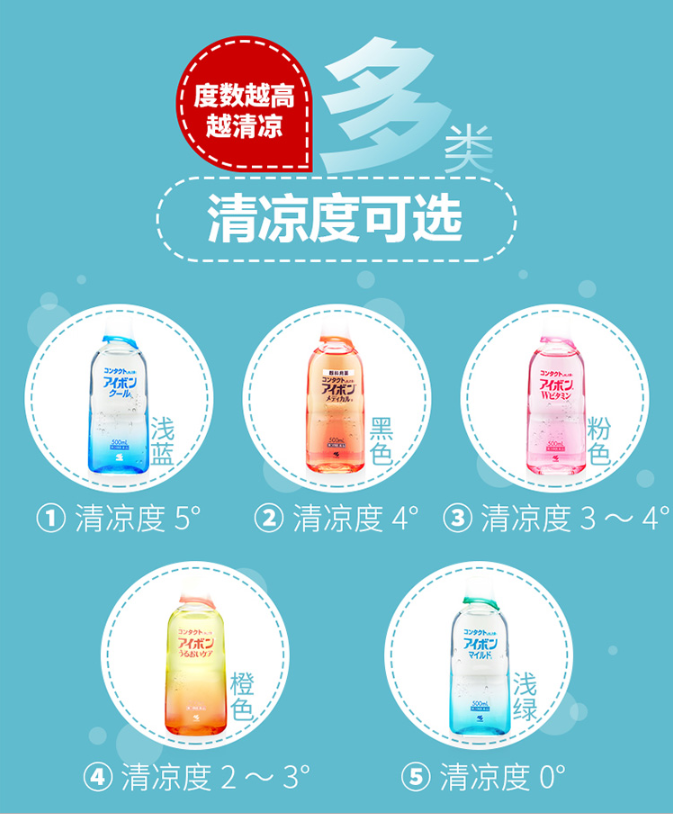 度数越高
越清凉
多
类
清凉度可选
コンタクト
アイボン
クール
500mL
浅蓝
コンタクト
アイボン
メディカル
500mL
黑色
コンタクト
アイボン
Wビタミン
500mL
粉色
① 清凉度 5°
② 清凉度 4°
③ 清凉度 3～4°
コンタクト
アイボン
うるおいケア
橙色
コンタクト
アイボン
マイルド
500mL
浅绿
④ 清凉度 2～3°
⑤ 清凉度 0°